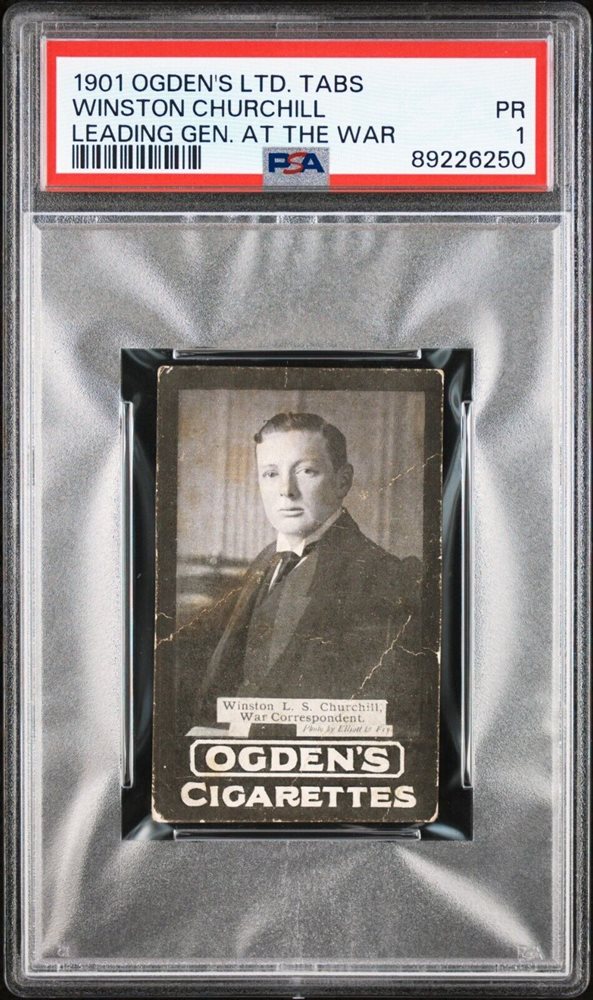 1901 OGDEN'S LTD. TABS
WINSTON CHURCHILL PR
LEADING GEN. AT THE WAR 1
PSA 89226250
Winston L. S. Churchill,
War Correspondent.
Photo by Elliott & Fry
OGDEN'S
CIGARETTES